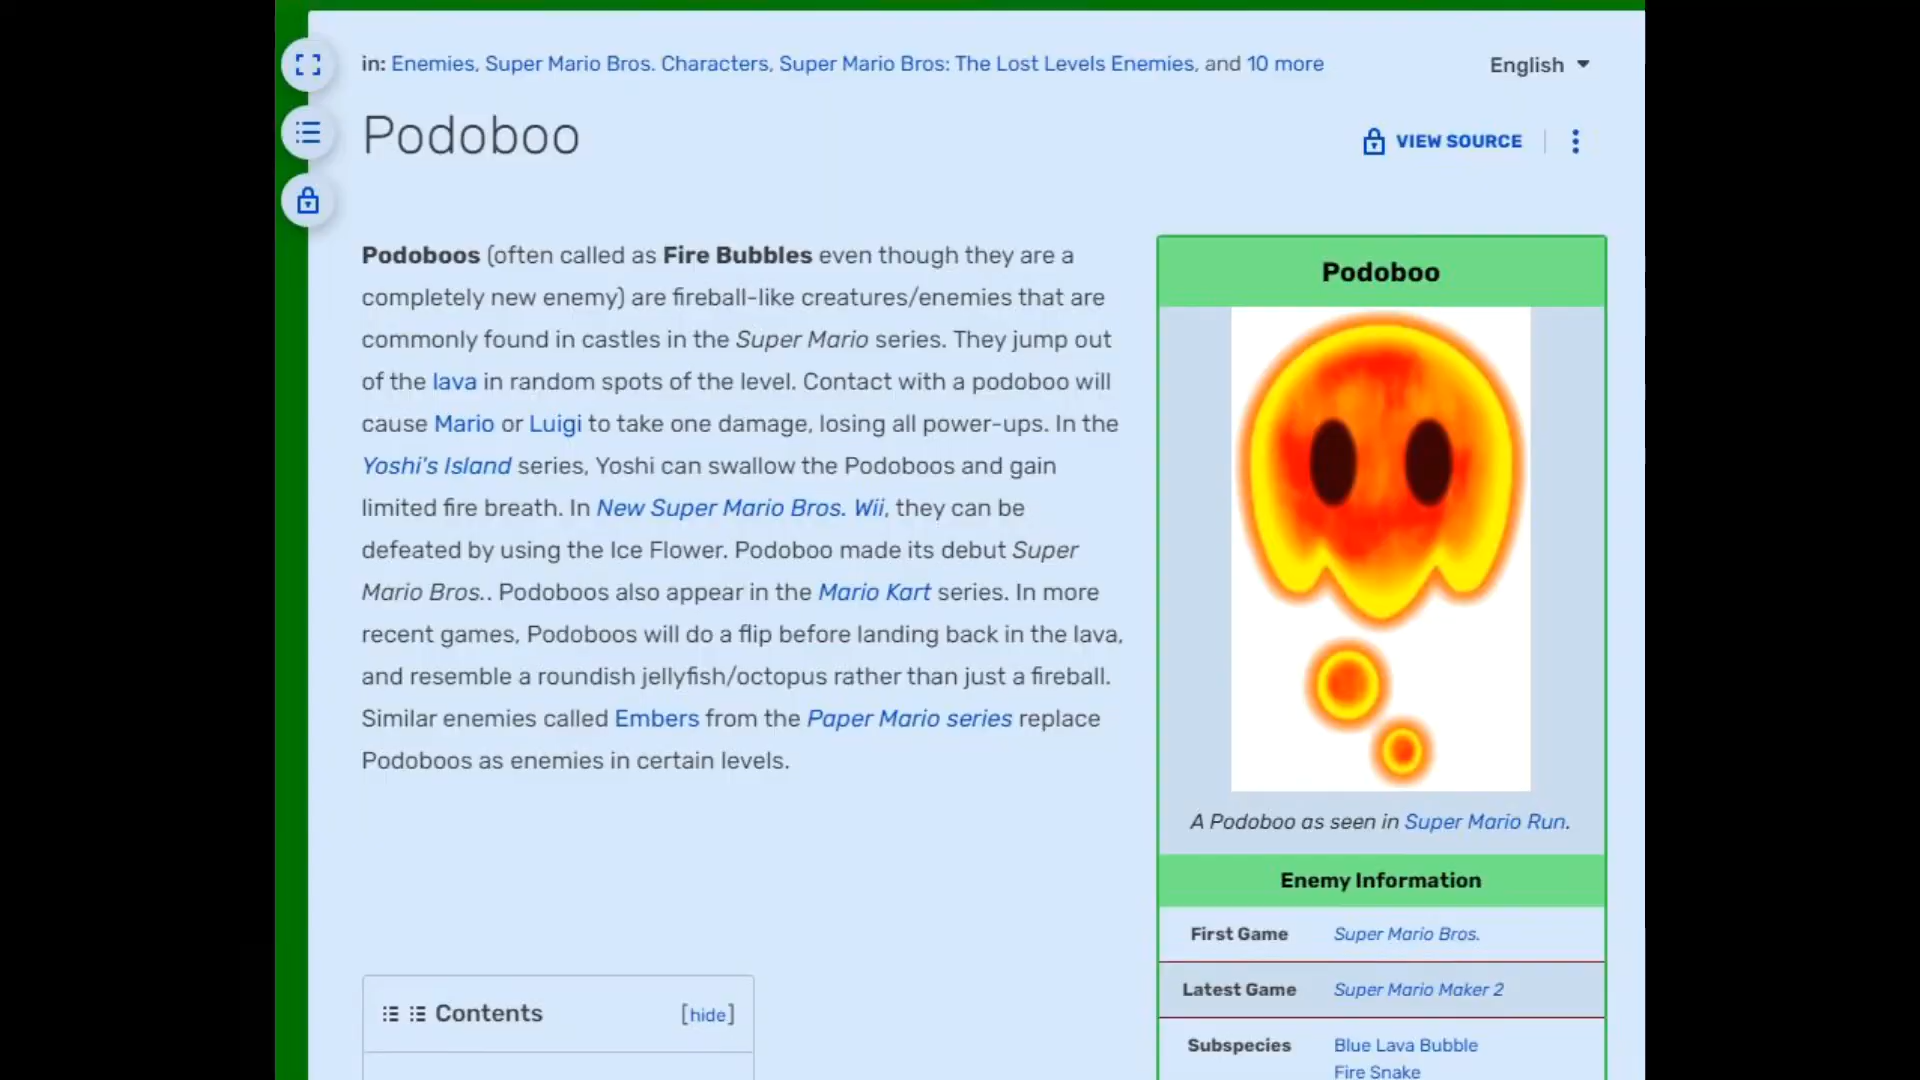 in: Enemies, Super Mario Bros. Characters, Super Mario Bros: The Lost Levels Enemies, and 10 more
English
Podoboo
VIEW SOURCE
Podoboos (often called as Fire Bubbles even though they are a
completely new enemy) are fireball-like creatures/enemies that are
commonly found in castles in the Super Mario series. They jump out
of the lava in random spots of the level. Contact with a podoboo will
cause Mario or Luigi to take one damage, losing all power-ups. In the
Yoshi's Island series, Yoshi can swallow the Podoboos and gain
limited fire breath. In New Super Mario Bros. Wii, they can be
defeated by using the Ice Flower. Podoboo made its debut Super
Mario Bros.. Podoboos also appear in the Mario Kart series. In more
recent games, Podoboos will do a flip before landing back in the lava,
and resemble a roundish jellyfish/octopus rather than just a fireball.
Similar enemies called Embers from the Paper Mario series replace
Podoboos as enemies in certain levels.
Contents [hide]
Podoboo
A Podoboo as seen in Super Mario Run.
Enemy Information
First Game Super Mario Bros.
Latest Game Super Mario Maker 2
Subspecies Blue Lava Bubble
Fire Snake